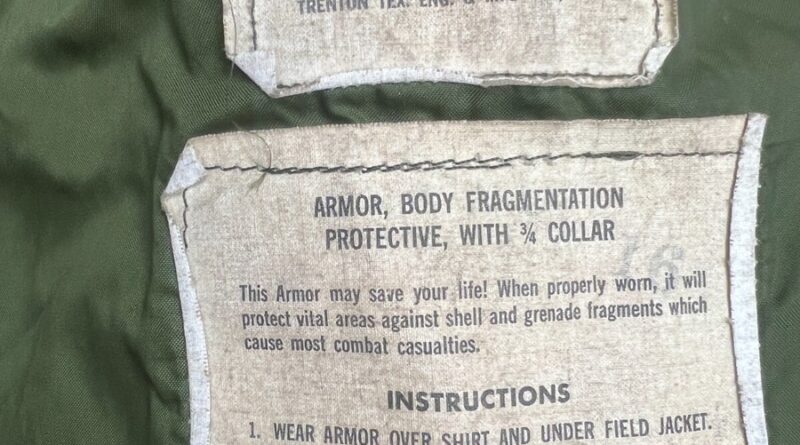 TRENTON TEX. ENG. &
ARMOR, BODY FRAGMENTATION
PROTECTIVE, WITH ¾ COLLAR
16
This Armor may save your life! When properly worn, it will
protect vital areas against shell and grenade fragments which
cause most combat casualties.
INSTRUCTIONS
1. WEAR ARMOR OVER SHIRT AND UNDER FIELD JACKET.